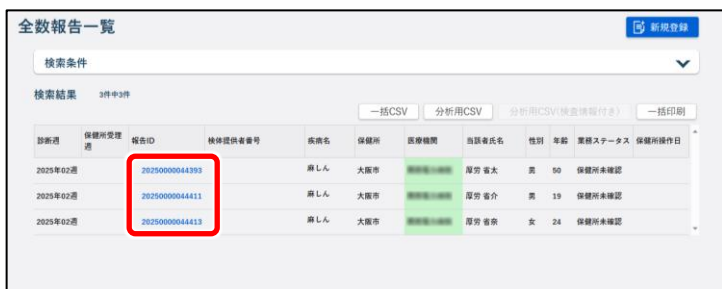 全数報告一覧
新規登録
検索条件
検索結果 3件中3件
一括CSV 分析用CSV 分析用CSV(検査情報付き) 一括印刷
診断週 保健所受理週 報告ID 検体提供者番号 疾病名 保健所 医療機関 当該者氏名 性別 年齢 業務ステータス 保健所操作日
2025年02週 20250000044393 麻しん 大阪市 厚労 省太 男 50 保健所未確認
2025年02週 20250000044411 麻しん 大阪市 厚労 省介 男 19 保健所未確認
2025年02週 20250000044413 麻しん 大阪市 厚労 省奈 女 24 保健所未確認